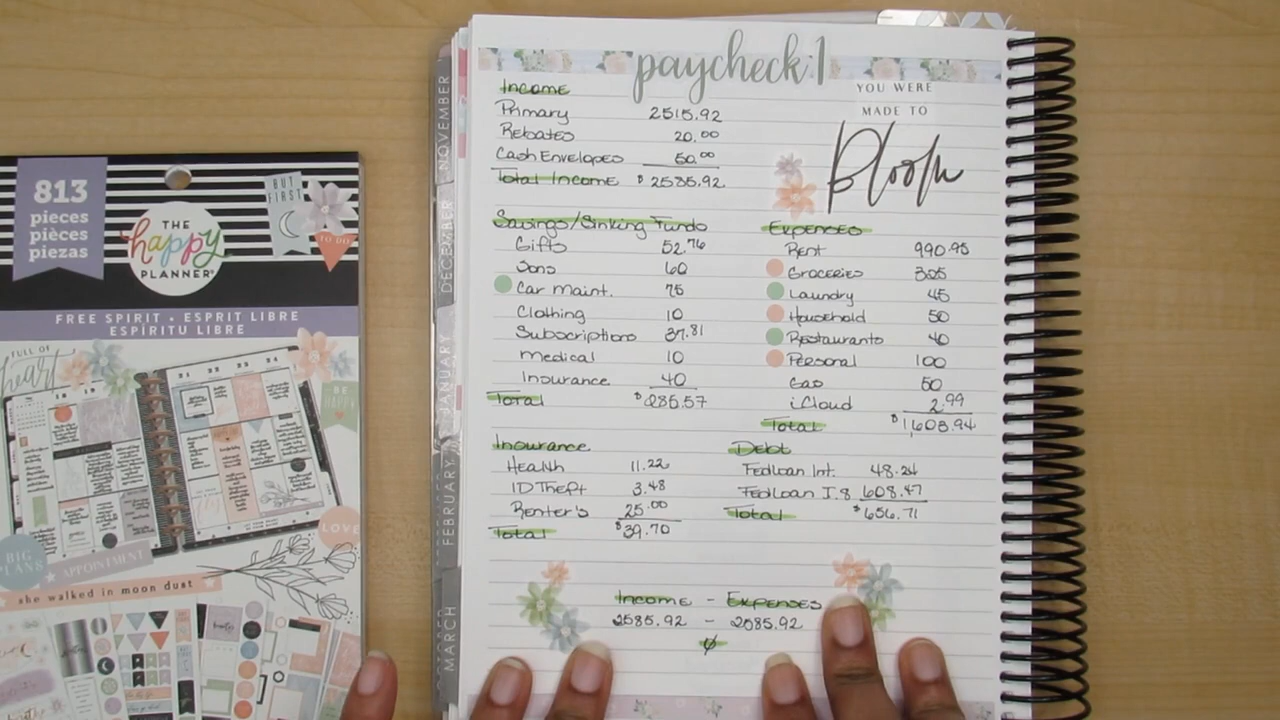 paycheck: 1
YOU WERE
MADE TO
bloom
Income
Primary 2515.92
Rebates 20.00
Cash Envelopes 50.00
Total Income $2585.92
Savings/Sinking Funds
Gifts 52.76
Sons 60
Car Maint. 75
Clothing 10
Subscriptions 37.81
Medical 10
Insurance 40
Total $285.57
Expenses
Rent 990.95
Groceries 325
Laundry 45
Household 50
Restaurants 40
Personal 100
Gas 50
iCloud 2.99
Total $1,603.94
Insurance
Health 11.22
ID Theft 3.48
Renter's 25.00
Total $39.70
Debt
FedLoan Int. 48.24
FedLoan 1.8 608.47
Total $656.71
Income - Expenses
2585.92 - 2585.92
0
NOVEMBER
DECEMBER
JANUARY
FEBRUARY
MARCH
813
pieces
pièces
piezas
THE
happy
PLANNER®
BUT
FIRST
TO DO
FREE SPIRIT • ESPRIT LIBRE
ESPÍRITU LIBRE
FULL OF
heart
BE
HAPPY
LOVE
BIG
PLANS
APPOINTMENT
she walked in moon dust